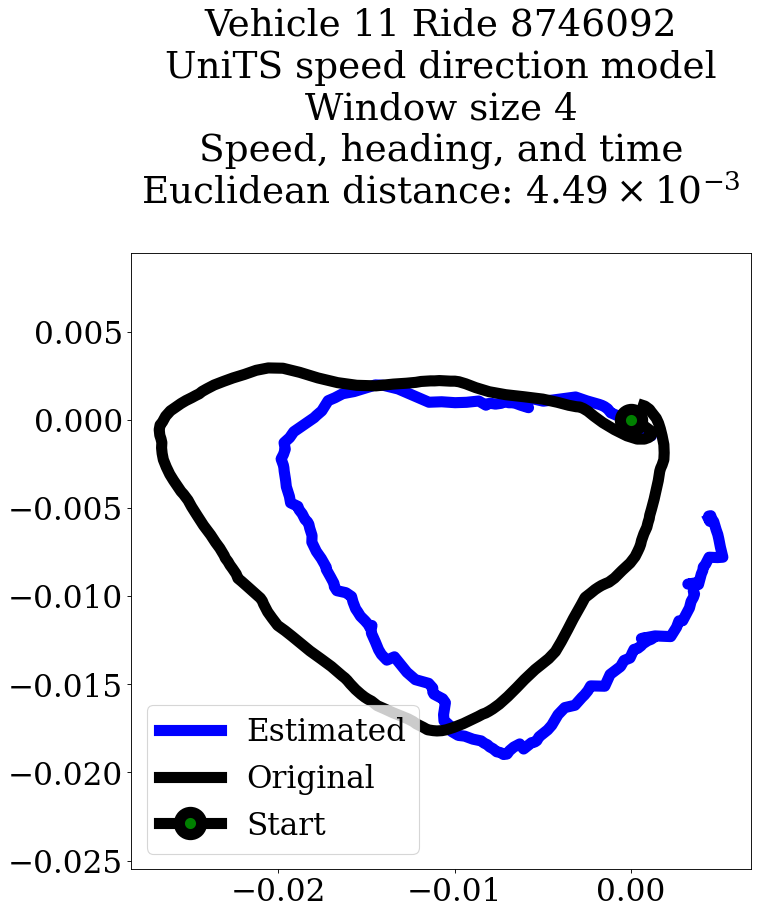 Vehicle 11 Ride 8746092
UniTS speed direction model
Window size 4
Speed, heading, and time
Euclidean distance: 4.49 × 10⁻³
0.005
0.000
−0.005
−0.010
−0.015
−0.020
−0.025
Estimated
Original
Start
−0.02
−0.01
0.00